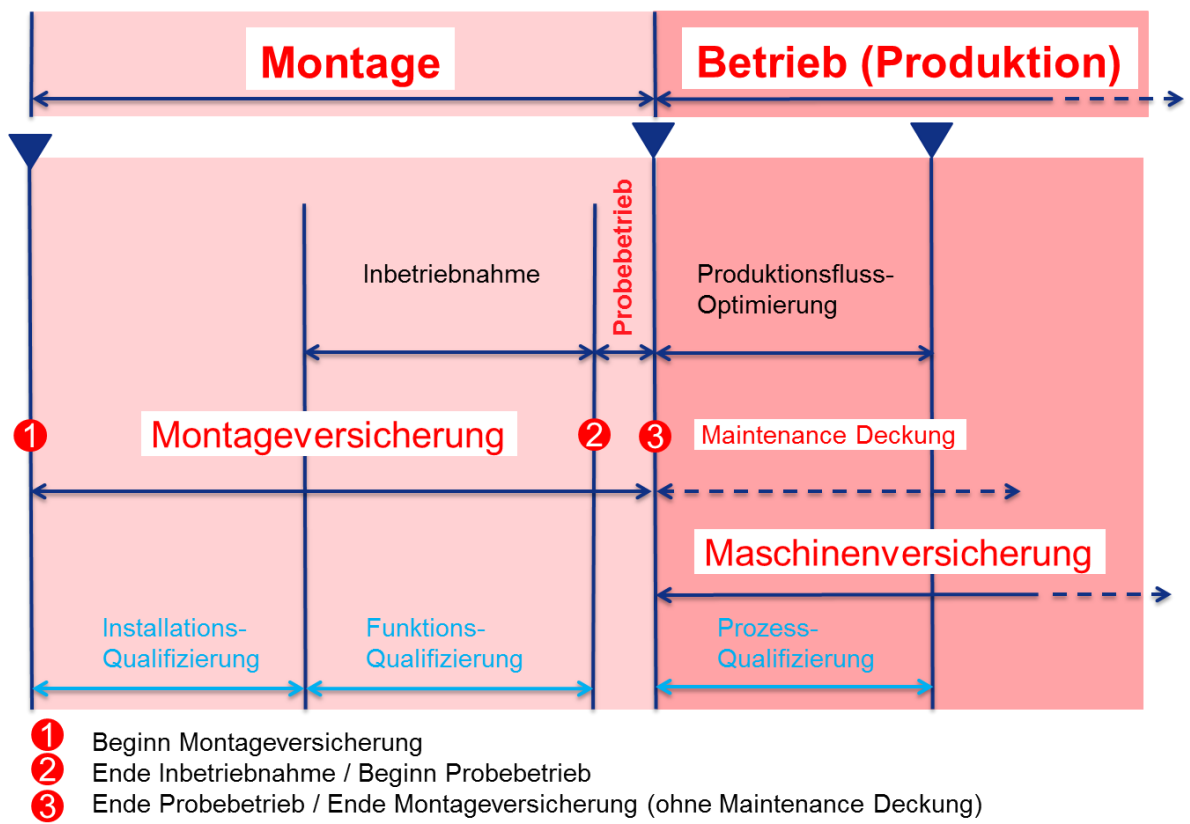 Montage
Betrieb (Produktion)
Probebetrieb
Inbetriebnahme
Produktionsfluss-
Optimierung
1
Montageversicherung
2
3
Maintenance Deckung
Maschinenversicherung
Installations-
Qualifizierung
Funktions-
Qualifizierung
Prozess-
Qualifizierung
1 Beginn Montageversicherung
2 Ende Inbetriebnahme / Beginn Probebetrieb
3 Ende Probebetrieb / Ende Montageversicherung (ohne Maintenance Deckung)